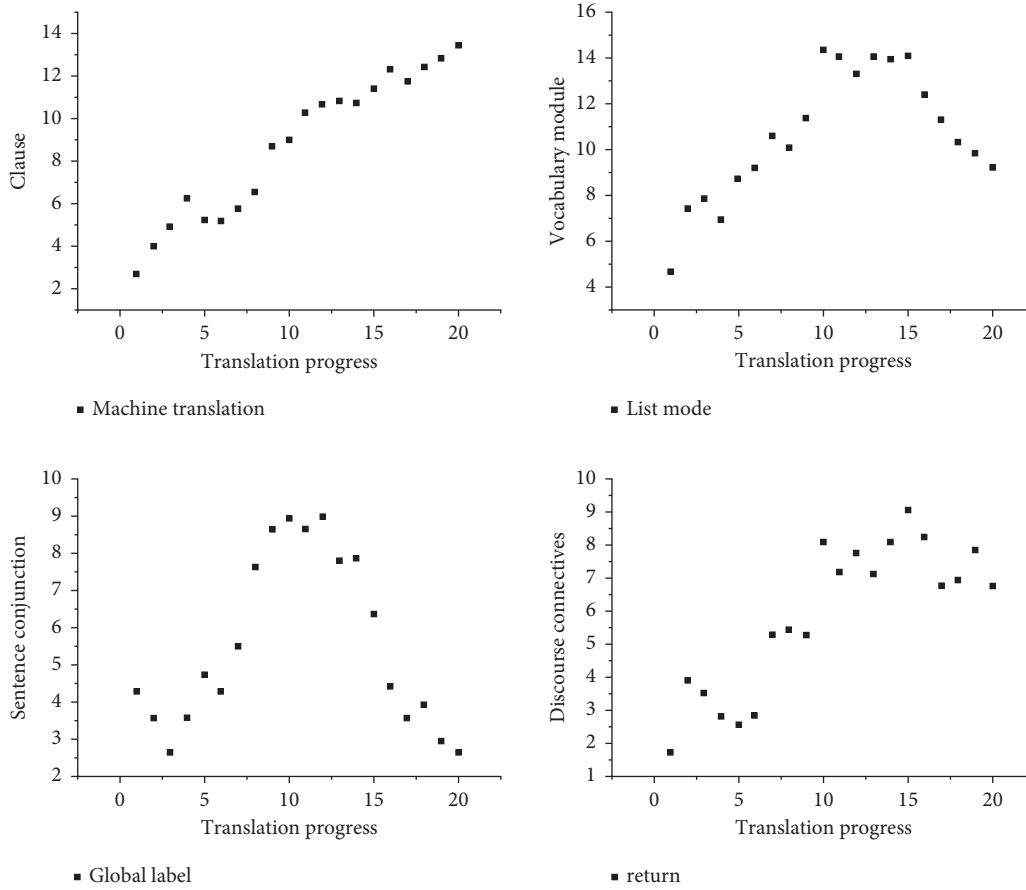 14
12
10
8
6
4
2
Clause
0 5 10 15 20
Translation progress
■ Machine translation
16
14
12
10
8
6
4
Vocabulary module
0 5 10 15 20
Translation progress
■ List mode
10
9
8
7
6
5
4
3
2
Sentence conjunction
0 5 10 15 20
Translation progress
■ Global label
10
9
8
7
6
5
4
3
2
1
Discourse connectives
0 5 10 15 20
Translation progress
■ return